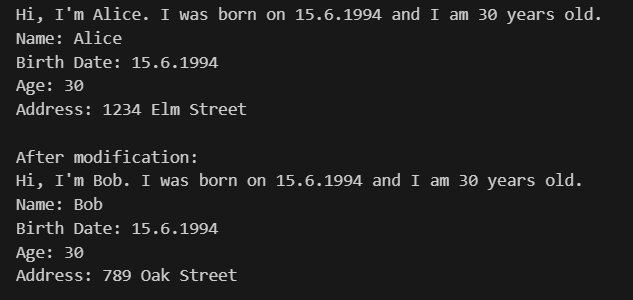 Hi, I'm Alice. I was born on 15.6.1994 and I am 30 years old.
Name: Alice
Birth Date: 15.6.1994
Age: 30
Address: 1234 Elm Street
After modification:
Hi, I'm Bob. I was born on 15.6.1994 and I am 30 years old.
Name: Bob
Birth Date: 15.6.1994
Age: 30
Address: 789 Oak Street